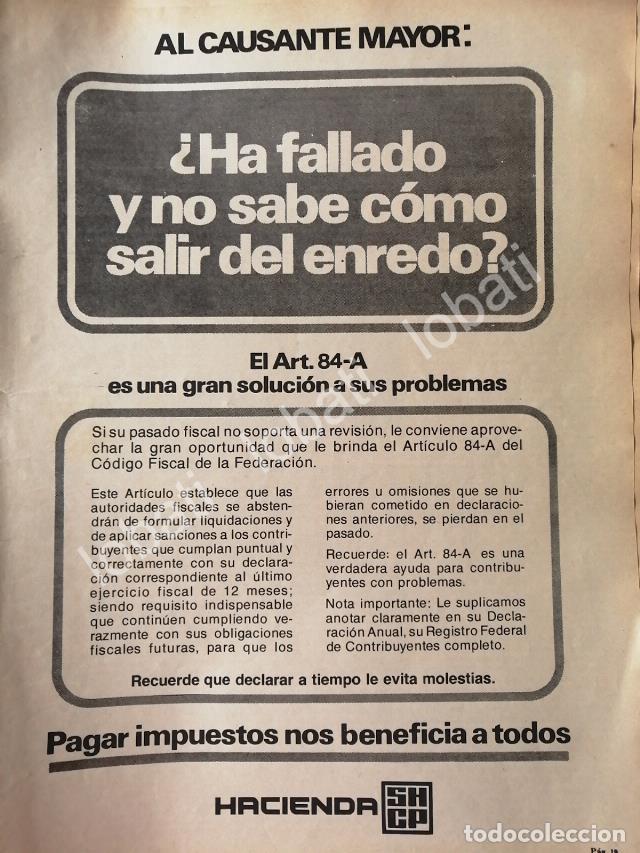 AL CAUSANTE MAYOR:
¿Ha fallado
y no sabe cómo
salir del enredo?
El Art. 84-A
es una gran solución a sus problemas
Si su pasado fiscal no soporta una revisión, le conviene aprove-
char la gran oportunidad que le brinda el Artículo 84-A del
Código Fiscal de la Federación.
Este Artículo establece que las
autoridades fiscales se absten-
drán de formular liquidaciones y
de aplicar sanciones a los contri-
buyentes que cumplan puntual y
correctamente con su declara-
ción correspondiente al último
ejercicio fiscal de 12 meses;
siendo requisito indispensable
que continúen cumpliendo ve-
razmente con sus obligaciones
fiscales futuras, para que los
errores u omisiones que se hu-
bieran cometido en declaracio-
nes anteriores, se pierdan en el
pasado.
Recuerde: el Art. 84-A es una
verdadera ayuda para contribu-
yentes con problemas.
Nota importante: Le suplicamos
anotar claramente en su Decla-
ración Anual, su Registro Federal
de Contribuyentes completo.
Recuerde que declarar a tiempo le evita molestias.
Pagar impuestos nos beneficia a todos
HACIENDA SHCP
lobati lobati lobati lobati
todocoleccion